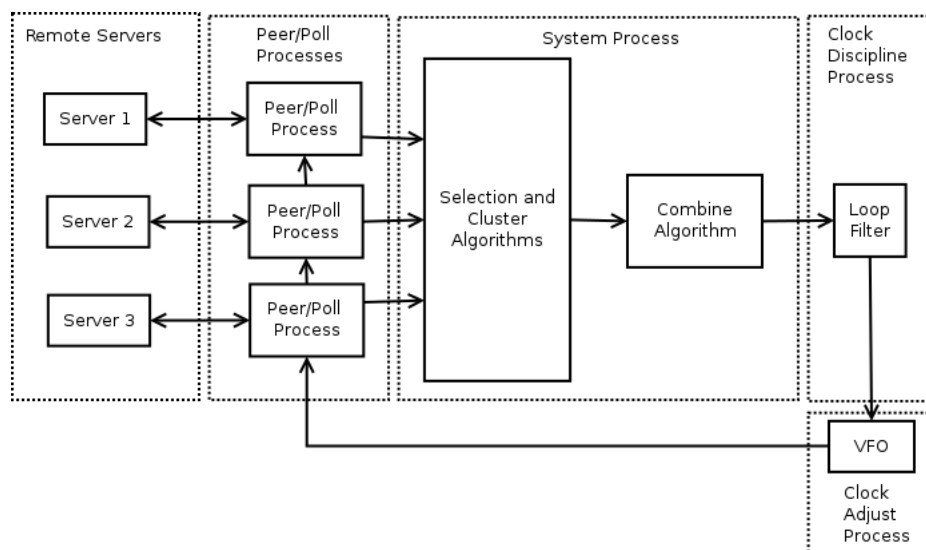 Remote Servers
Server 1
Server 2
Server 3
Peer/Poll
Processes
Peer/Poll
Process
Peer/Poll
Process
Peer/Poll
Process
System Process
Selection and
Cluster
Algorithms
Combine
Algorithm
Clock
Discipline
Process
Loop
Filter
VFO
Clock
Adjust
Process